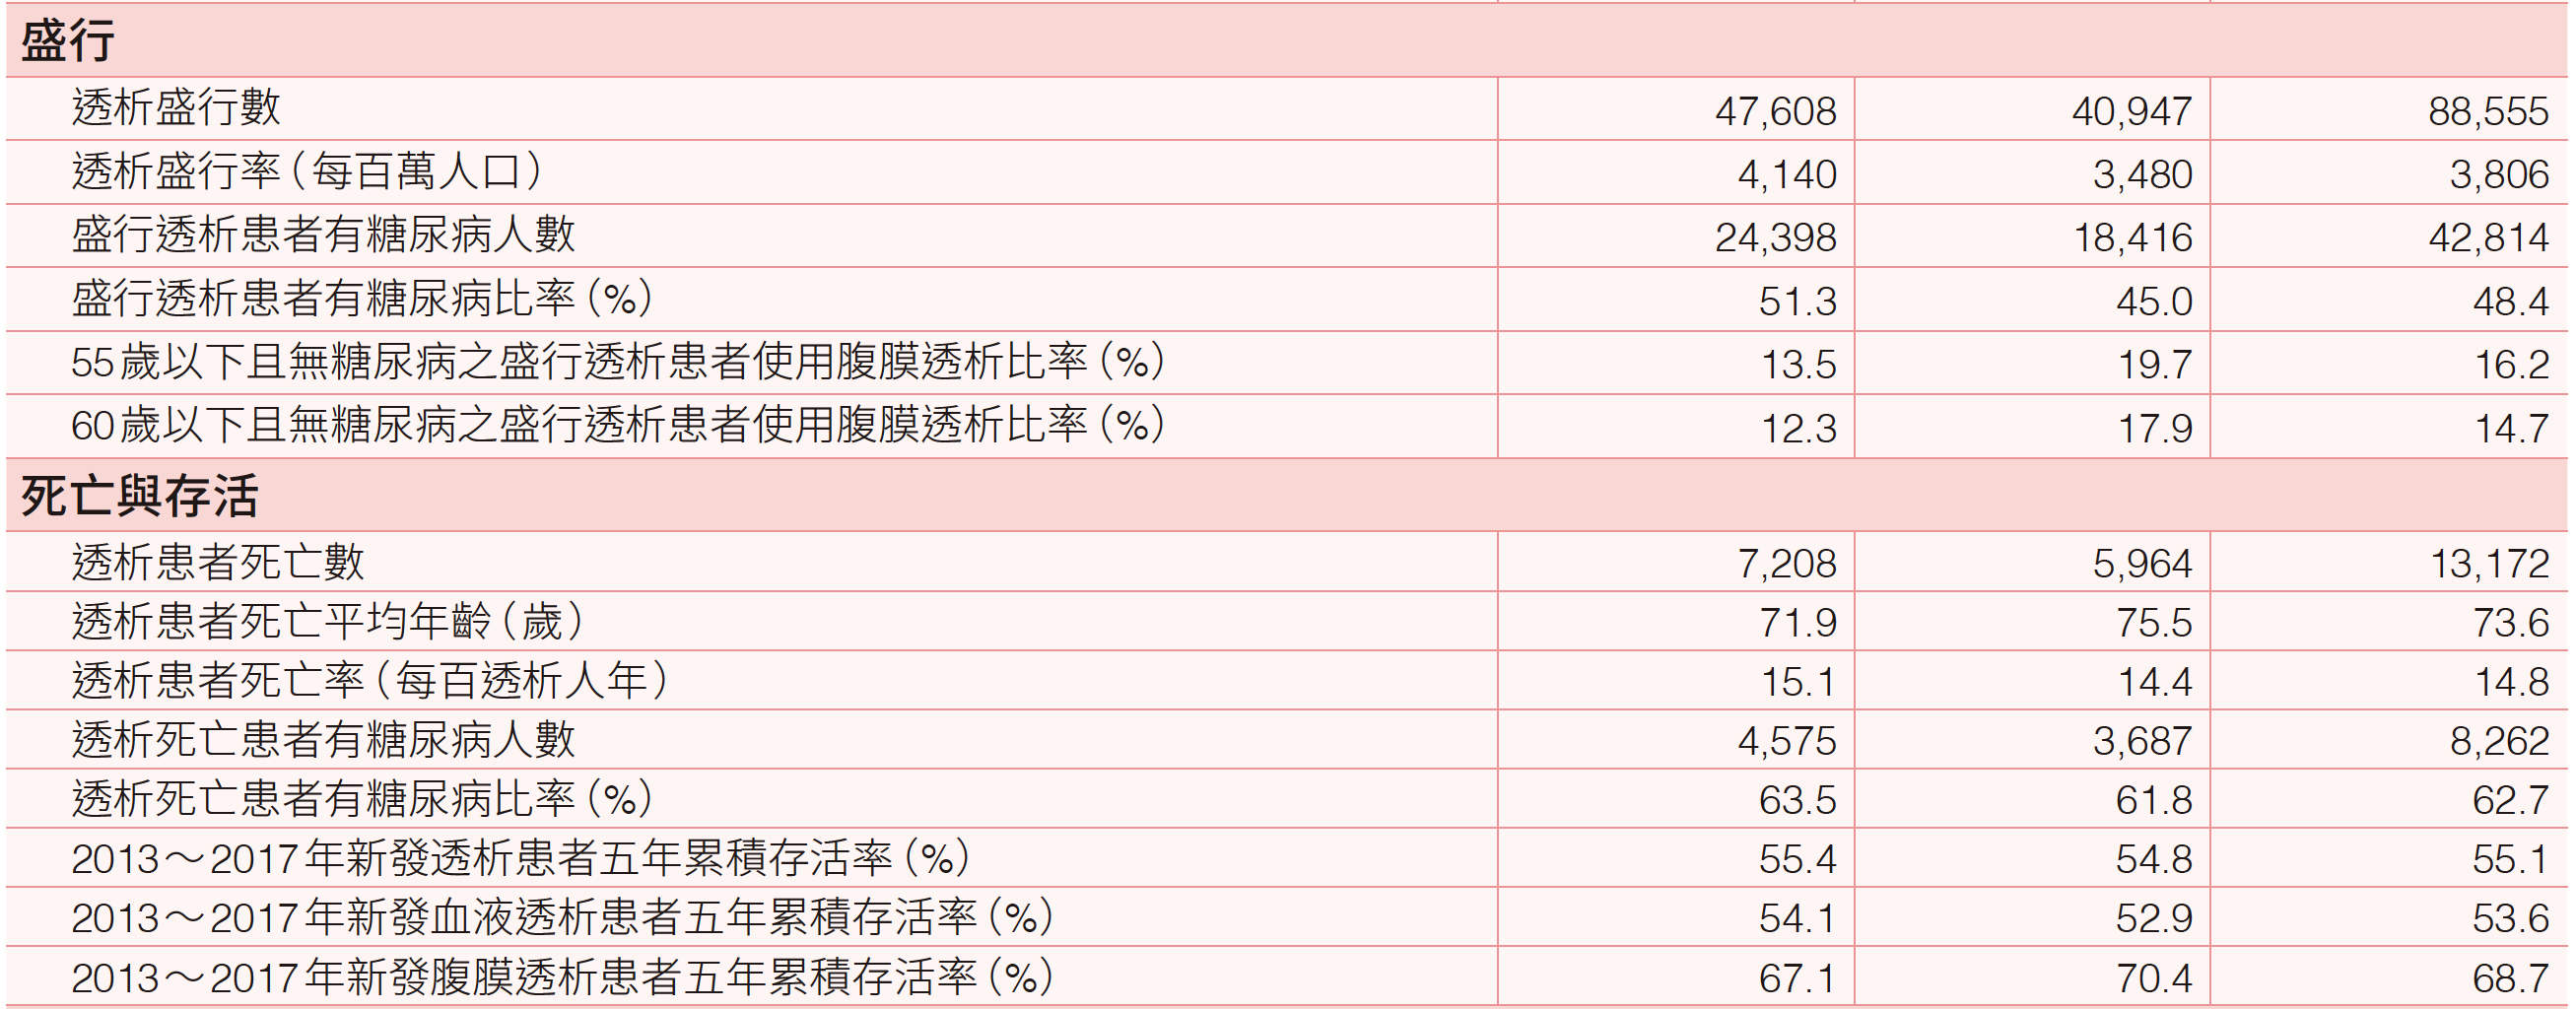 盛行
透析盛行數 47,608 40,947 88,555
透析盛行率(每百萬人口) 4,140 3,480 3,806
盛行透析患者有糖尿病人數 24,398 18,416 42,814
盛行透析患者有糖尿病比率(%) 51.3 45.0 48.4
55歲以下且無糖尿病之盛行透析患者使用腹膜透析比率(%) 13.5 19.7 16.2
60歲以下且無糖尿病之盛行透析患者使用腹膜透析比率(%) 12.3 17.9 14.7
死亡與存活
透析患者死亡數 7,208 5,964 13,172
透析患者死亡平均年齡(歲) 71.9 75.5 73.6
透析患者死亡率(每百透析人年) 15.1 14.4 14.8
透析死亡患者有糖尿病人數 4,575 3,687 8,262
透析死亡患者有糖尿病比率(%) 63.5 61.8 62.7
2013～2017年新發透析患者五年累積存活率(%) 55.4 54.8 55.1
2013～2017年新發血液透析患者五年累積存活率(%) 54.1 52.9 53.6
2013～2017年新發腹膜透析患者五年累積存活率(%) 67.1 70.4 68.7